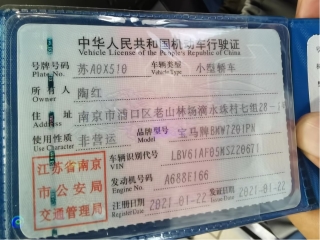 中华人民共和国机动车行驶证
Vehicle License of the People's Republic of China
号牌号码 苏A0X510 车辆类型 小型轿车
Plate No. Vehicle Type
所有人 陶红
Owner
住址 南京市浦口区老山林场滴水珠村七组28-1
Address
使用性质 非营运 品牌型号 宝马牌BMW7201PM
Use Character Model
江苏省南京
市公安局
交通管理局
车辆识别代号 LBV61AFB5MS220671
VIN
发动机号码 A688E166
Engine No.
注册日期 2021-01-22 发证日期 2021-01-22
Register Date Issue Date